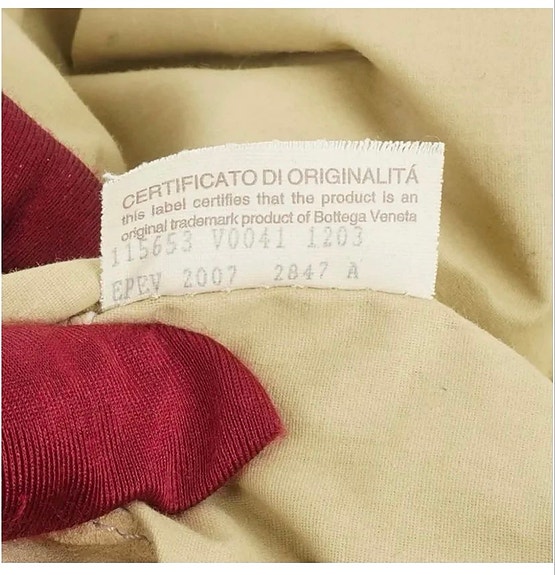 CERTIFICATO DI ORIGINALITÁ
this label certifies that the product is an
original trademark product of Bottega Veneta
115653 V0041 1203
EPEV 2007 2847 A